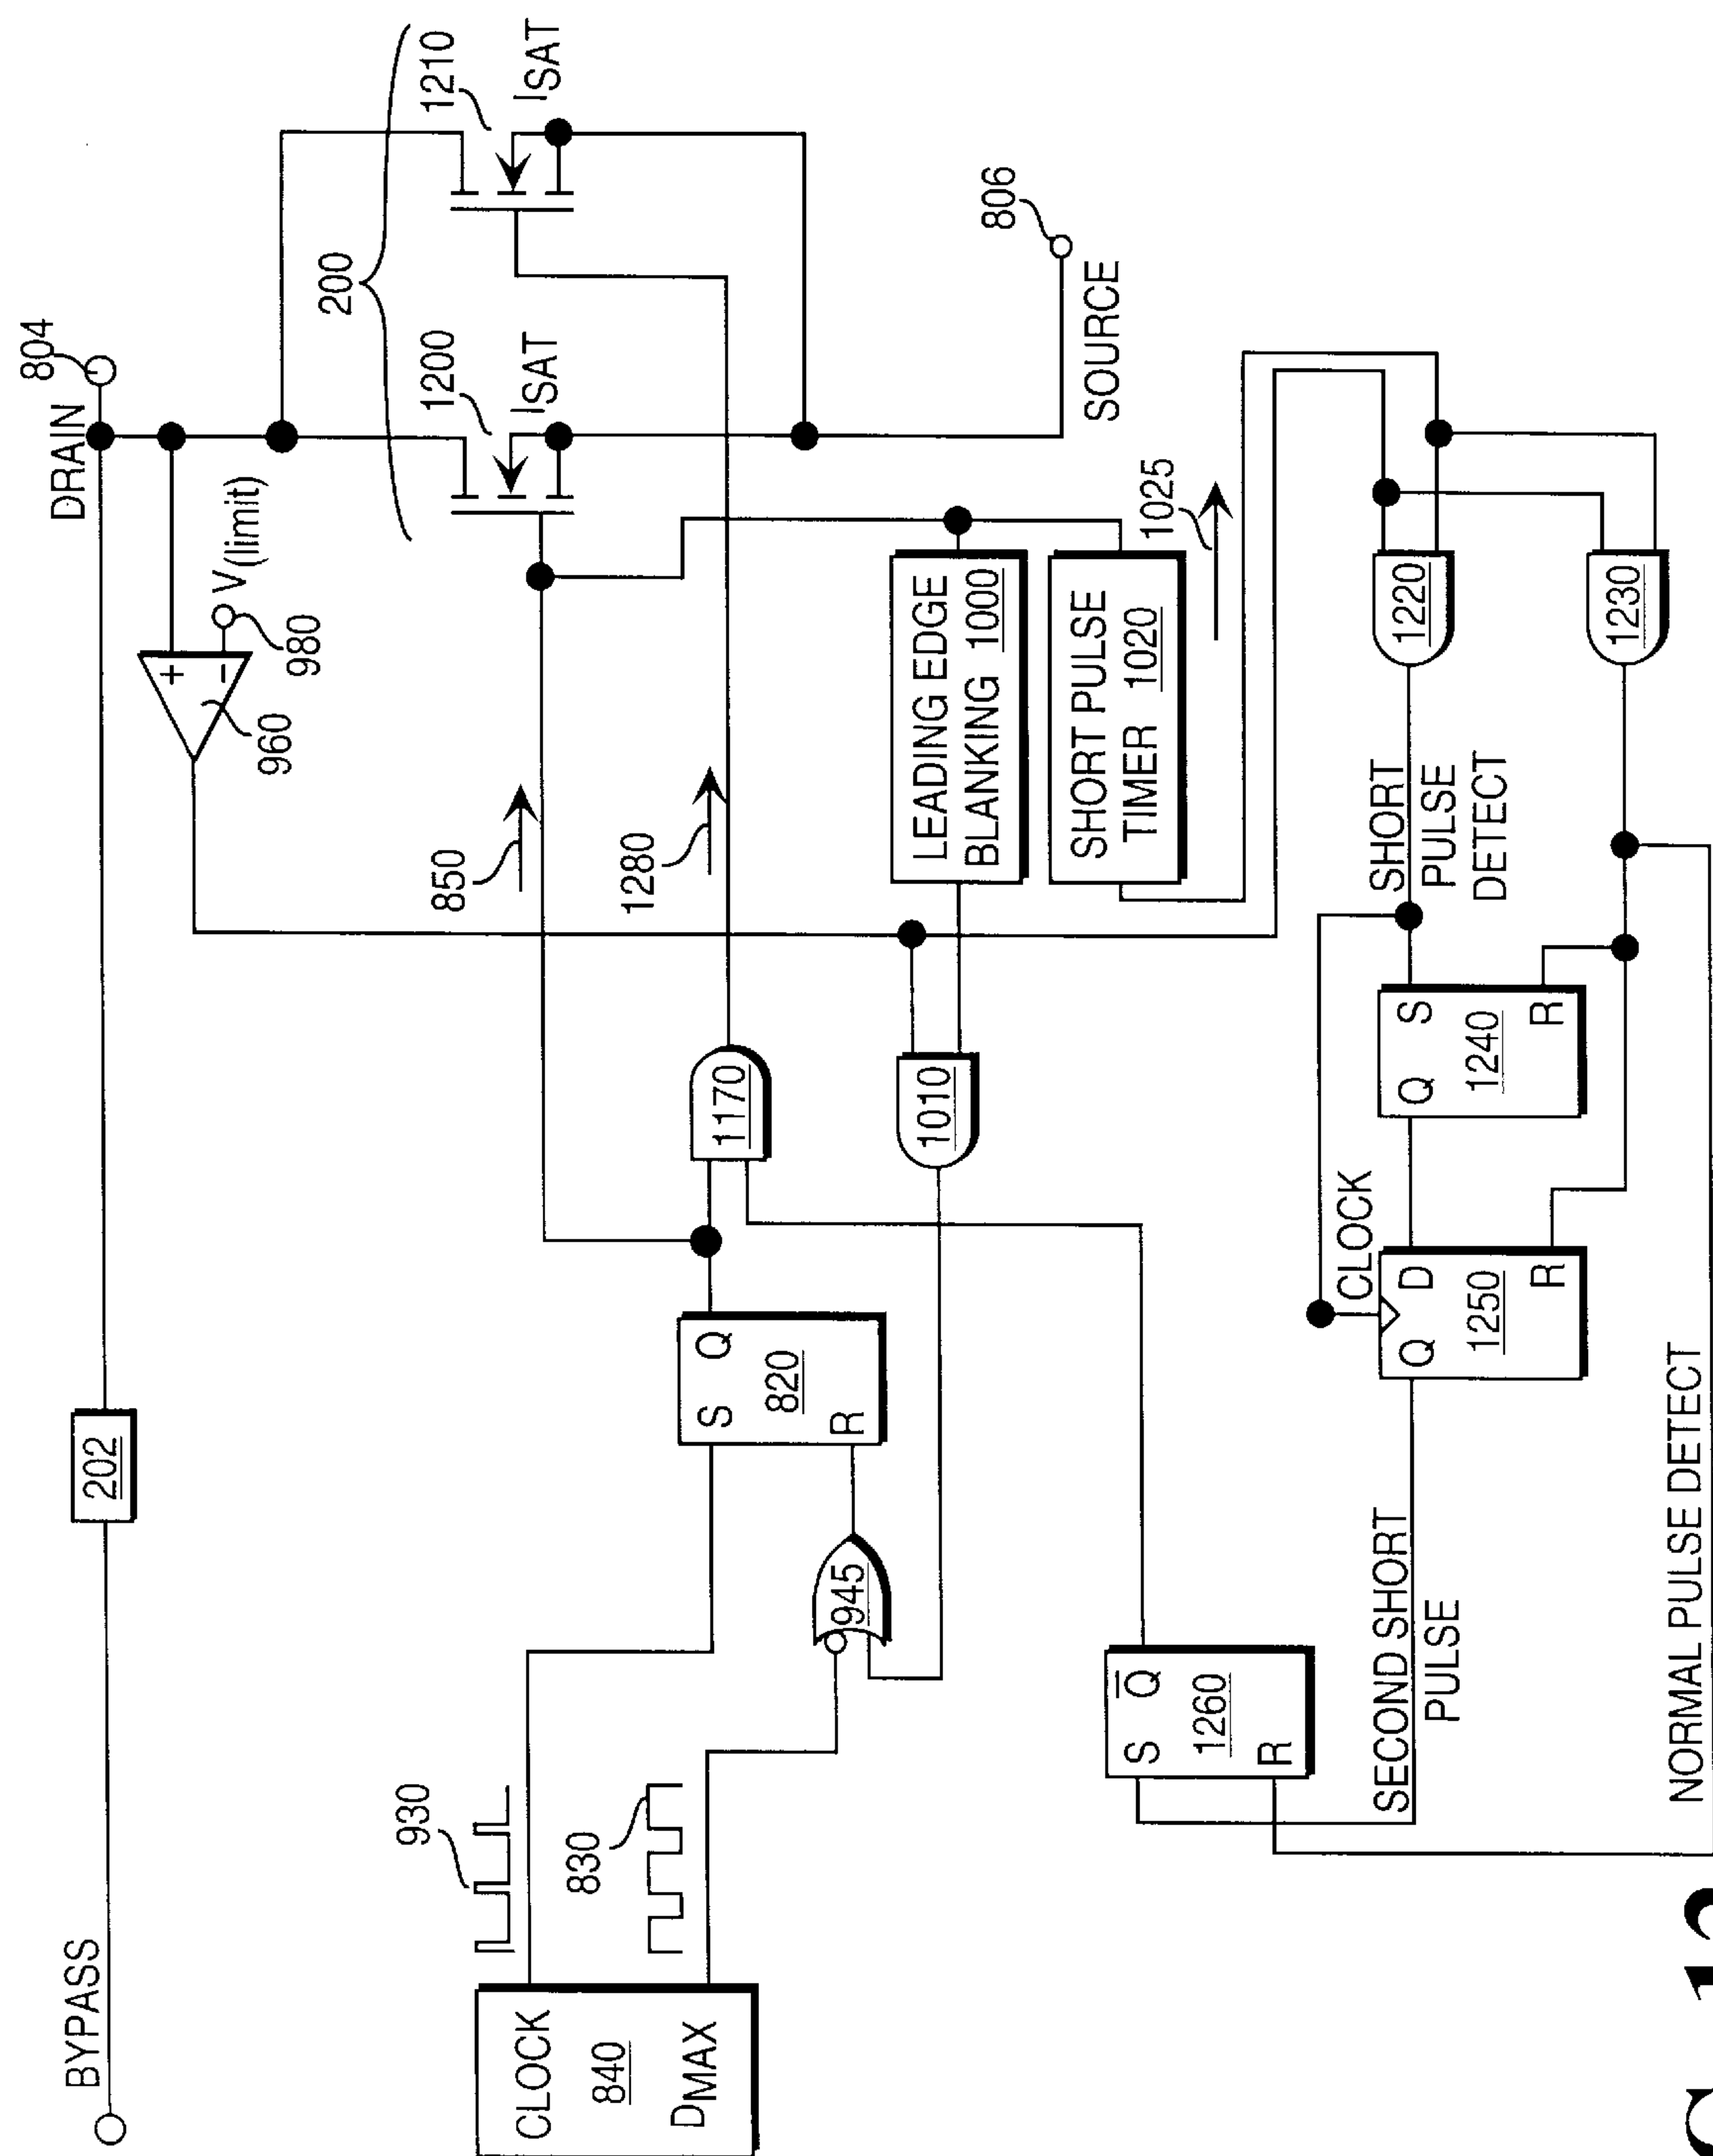 BYPASS
202
DRAIN
804
CLOCK
840
DMAX
930
830
S Q
820
R
945
850
1280
1170
1010
960
+
−
980
V(limit)
200
1200
ISAT
1210
ISAT
806
SOURCE
LEADING EDGE
BLANKING 1000
SHORT PULSE
TIMER 1020
1025
S Q̅
1260
R
SECOND SHORT
PULSE
CLOCK
Q D
1250
R
Q S
1240
R
SHORT
PULSE
DETECT
1220
1230
NORMAL PULSE DETECT